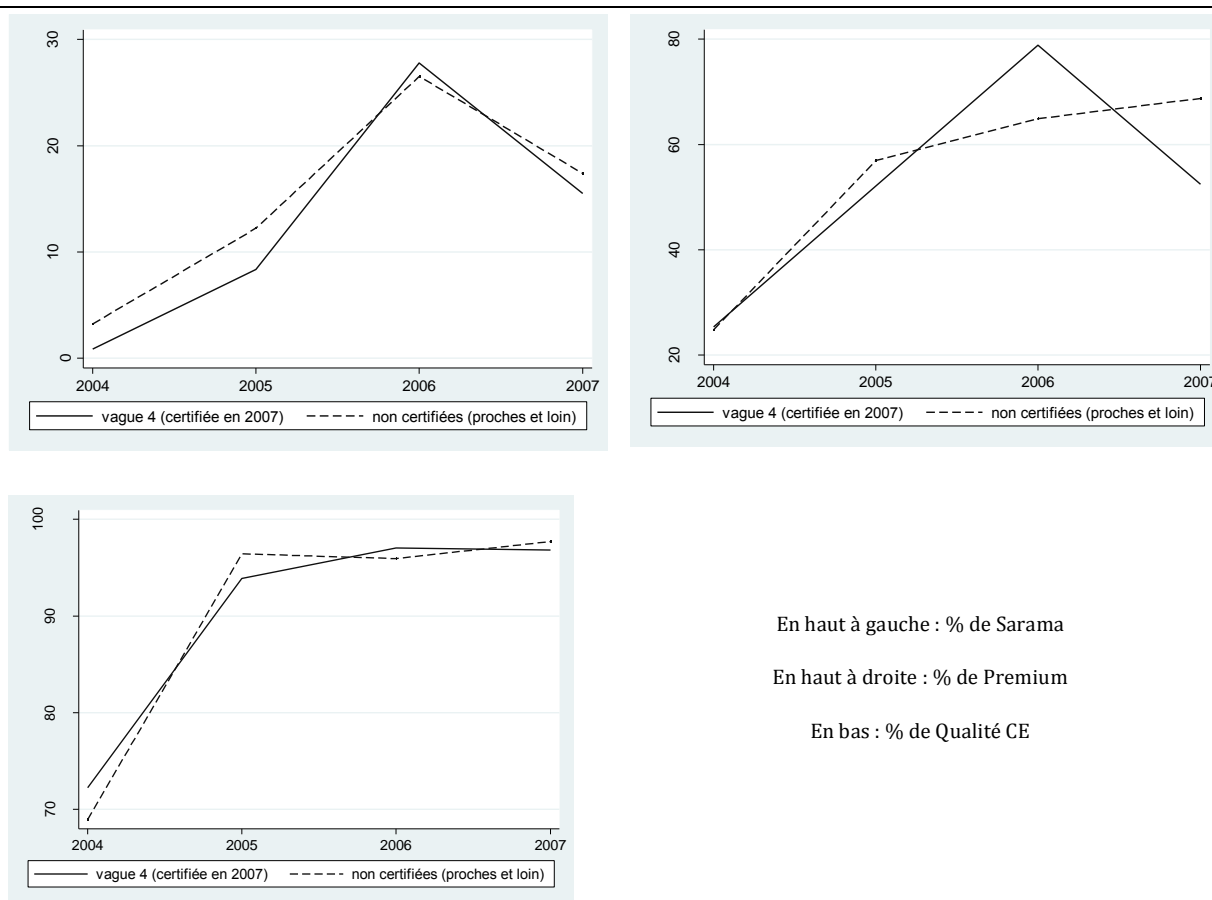 30
20
10
0
2004 2005 2006 2007
vague 4 (certifiée en 2007) non certifiées (proches et loin)
80
60
40
20
2004 2005 2006 2007
vague 4 (certifiée en 2007) non certifiées (proches et loin)
100
90
80
70
2004 2005 2006 2007
vague 4 (certifiée en 2007) non certifiées (proches et loin)
En haut à gauche : % de Sarama
En haut à droite : % de Premium
En bas : % de Qualité CE